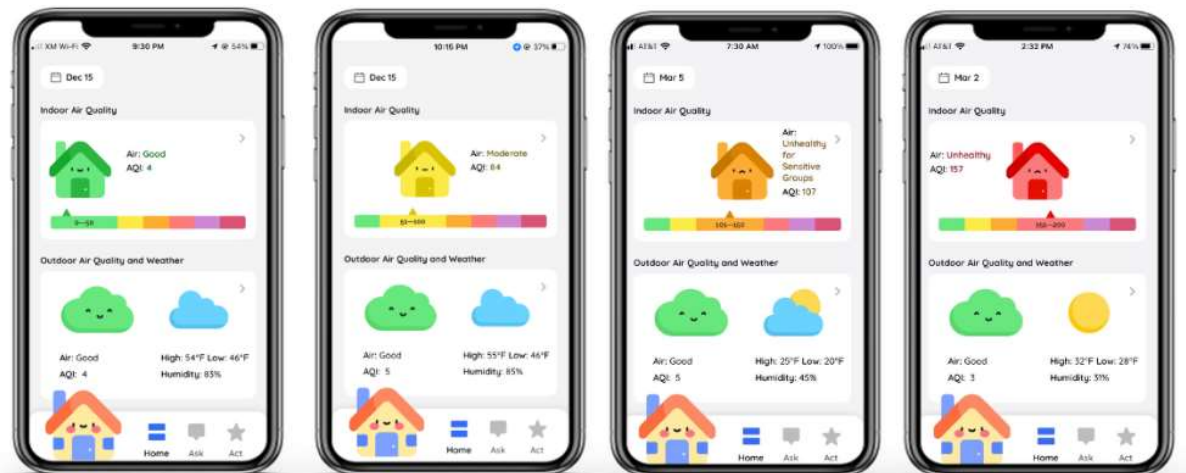 XM Wi-Fi 9:30 PM 54%
Dec 15
Indoor Air Quality
Air: Good
AQI: 4
0—50
Outdoor Air Quality and Weather
Air: Good
AQI: 4
High: 54°F Low: 46°F
Humidity: 83%
Home Ask Act
10:15 PM 37%
Dec 15
Indoor Air Quality
Air: Moderate
AQI: 64
51—100
Outdoor Air Quality and Weather
Air: Good
AQI: 5
High: 55°F Low: 46°F
Humidity: 85%
Home Ask Act
AT&T 7:30 AM 100%
Mar 5
Indoor Air Quality
Air:
Unhealthy
for
Sensitive
Groups
AQI: 107
101—150
Outdoor Air Quality and Weather
Air: Good
AQI: 5
High: 25°F Low: 20°F
Humidity: 45%
Home Ask Act
AT&T 2:32 PM 74%
Mar 2
Indoor Air Quality
Air: Unhealthy
AQI: 157
151—200
Outdoor Air Quality and Weather
Air: Good
AQI: 3
High: 32°F Low: 28°F
Humidity: 31%
Home Ask Act